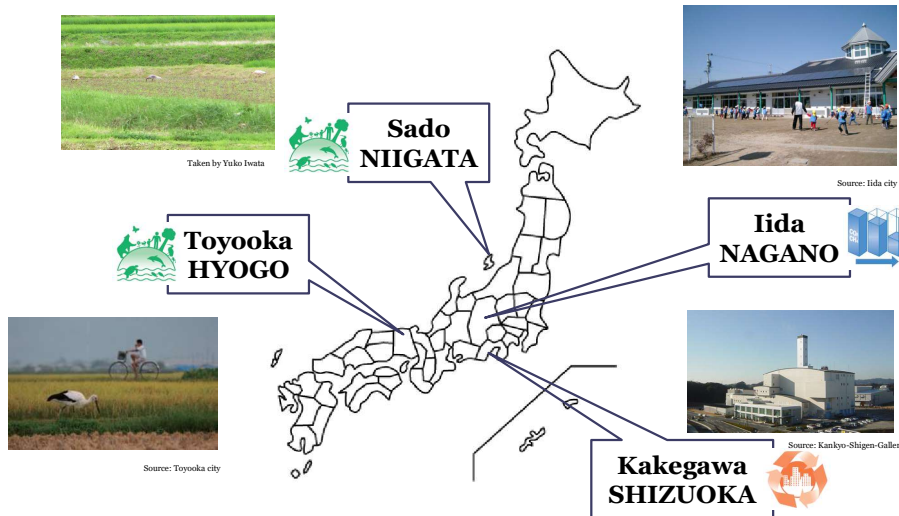 Taken by Yuko Iwata
Sado
NIIGATA
Source: Iida city
Toyooka
HYOGO
Iida
NAGANO
Source: Toyooka city
Source: Kankyo-Shigen-Galler
Kakegawa
SHIZUOKA